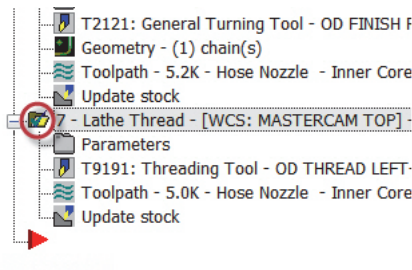 T2121: General Turning Tool - OD FINISH
Geometry - (1) chain(s)
Toolpath - 5.2K - Hose Nozzle - Inner Core
Update stock
7 - Lathe Thread - [WCS: MASTERCAM TOP] -
Parameters
T9191: Threading Tool - OD THREAD LEFT-
Toolpath - 5.0K - Hose Nozzle - Inner Core
Update stock